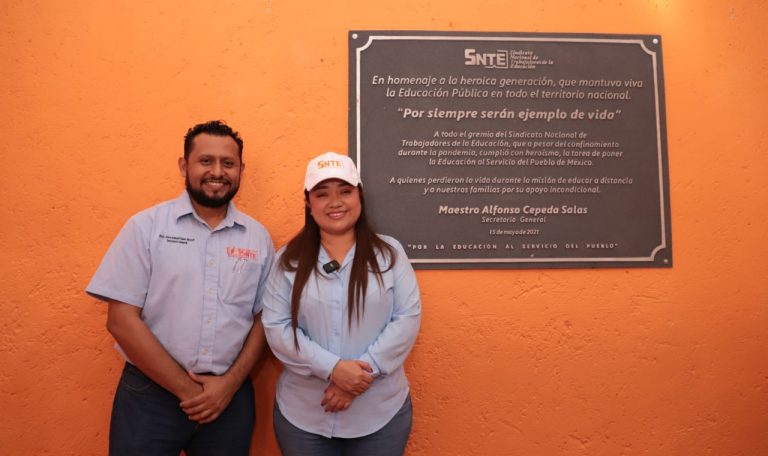 SNTE Sindicato
Nacional de
Trabajadores de la
Educación
En homenaje a la heroica generación, que mantuvo viva
la Educación Pública en todo el territorio nacional.
“Por siempre serán ejemplo de vida”
A todo el gremio del Sindicato Nacional de
Trabajadores de la Educación, que a pesar del confinamiento
durante la pandemia, cumplió con heroísmo, la tarea de poner
la Educación al Servicio del Pueblo de México.
A quienes perdieron la vida durante la misión de educar a distancia
y a nuestras familias por su apoyo incondicional.
Maestro Alfonso Cepeda Salas
Secretario General
15 de mayo de 2021
"POR LA EDUCACIÓN AL SERVICIO DEL PUEBLO"
SNTE
SNTE